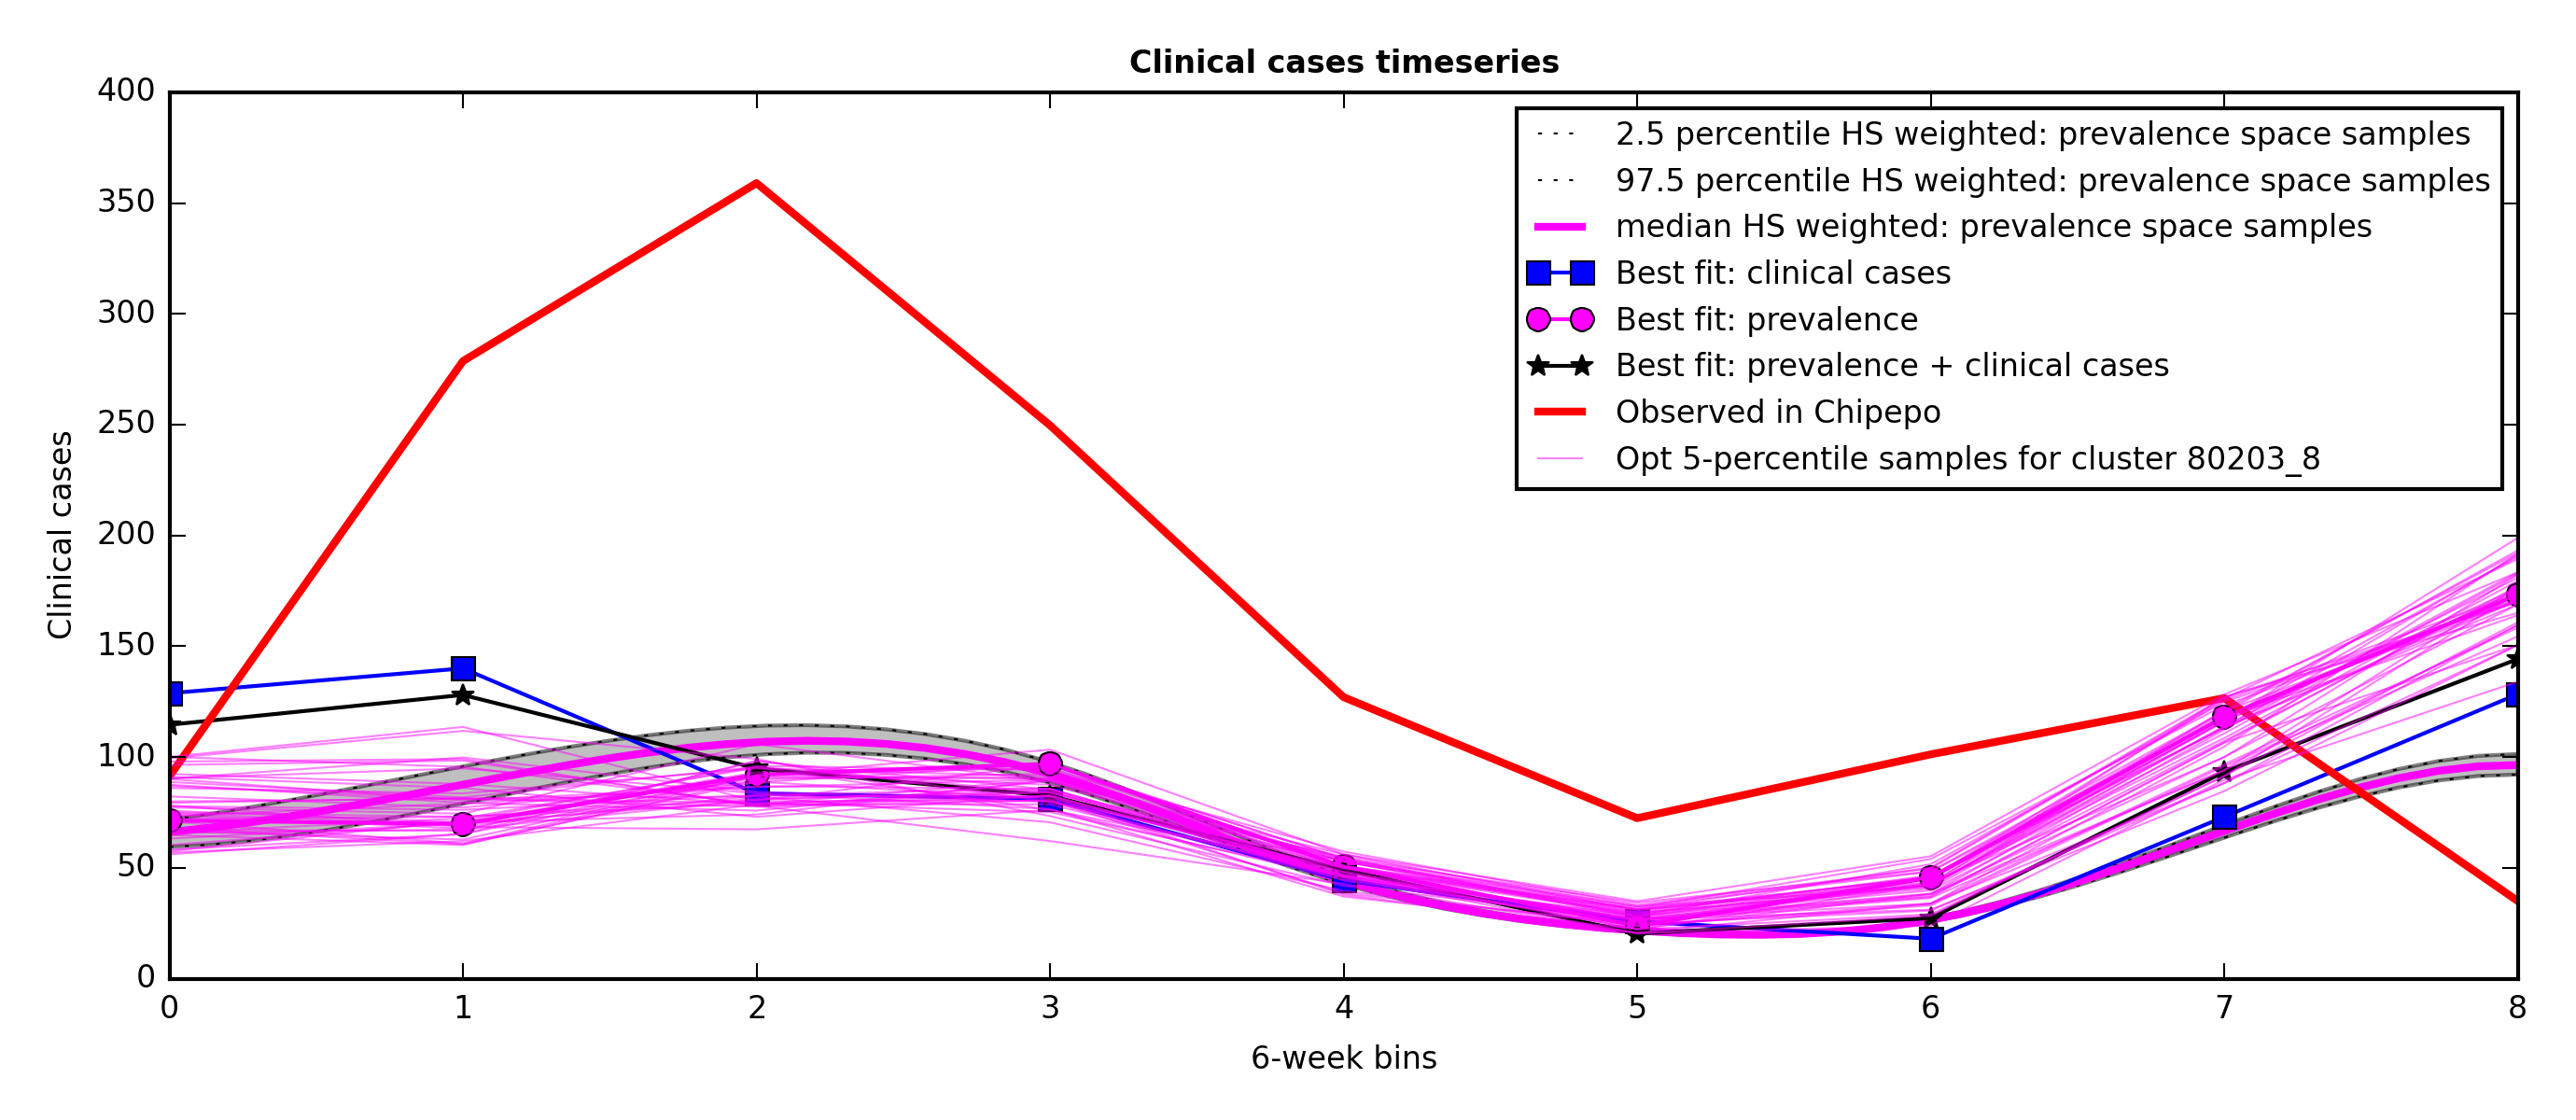 Clinical cases timeseries
400
350
300
250
200
150
100
50
0
Clinical cases
2.5 percentile HS weighted: prevalence space samples
97.5 percentile HS weighted: prevalence space samples
median HS weighted: prevalence space samples
Best fit: clinical cases
Best fit: prevalence
Best fit: prevalence + clinical cases
Observed in Chipepo
Opt 5-percentile samples for cluster 80203_8
0 1 2 3 4 5 6 7 8
6-week bins